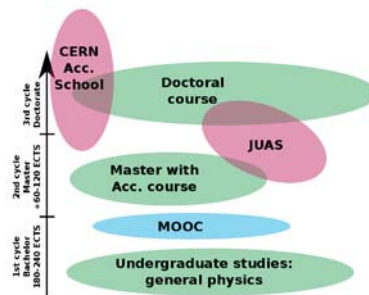 CERN
Acc.
School
Doctoral
course
JUAS
Master with
Acc. course
MOOC
Undergraduate studies:
general physics
3rd cycle
Doctorate
2nd cycle
Master
+60-120 ECTS
1st cycle
Bachelor
180-240 ECTS